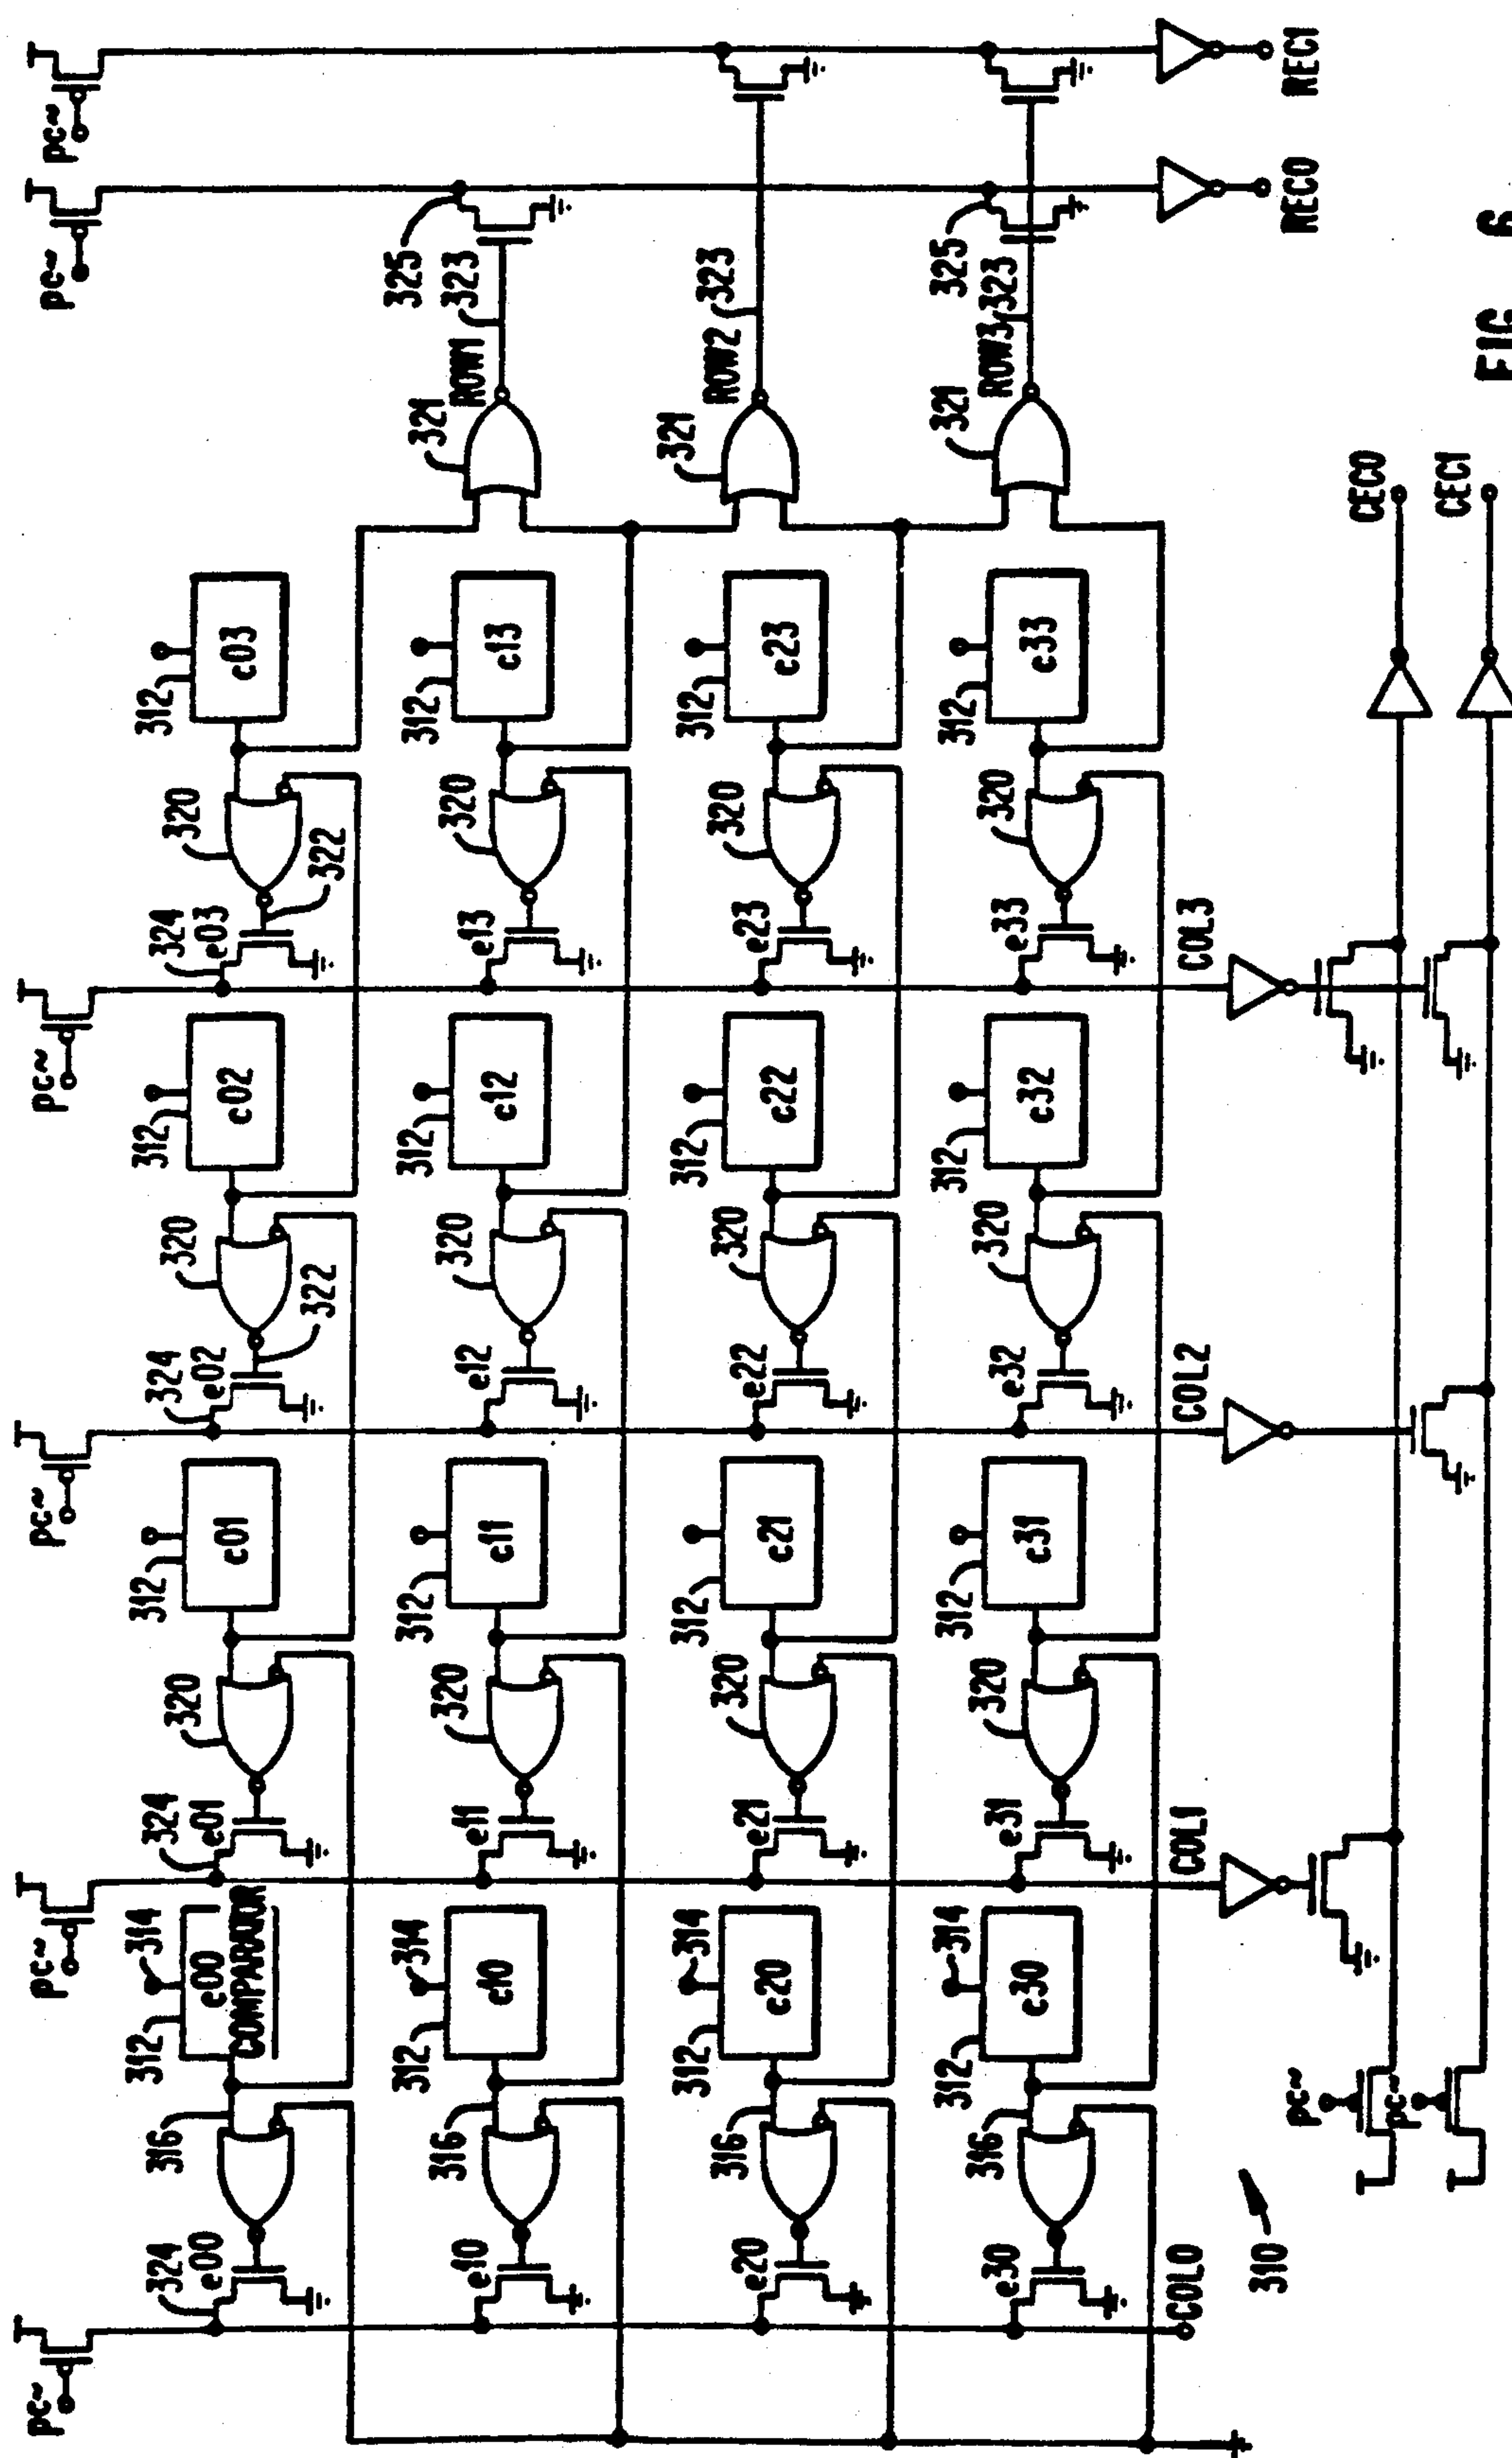 pc~
pc~
pc~
pc~
pc~
pc~
324
e00
316
312
e00
COMPARATOR
314
324
e01
320
312
c01
324
e02
322
320
312
c02
324
e03
322
320
312
c03
e10
316
312
c10
314
e11
320
312
c11
e12
320
312
c12
e13
320
312
c13
321
ROW1
323
325
e20
316
312
c20
314
e21
320
312
c21
e22
320
312
c22
e23
320
312
c23
321
ROW2
323
e30
316
312
c30
314
e31
320
312
c31
e32
320
312
c32
e33
320
312
c33
321
ROW3
323
325
COL0
COL1
COL2
COL3
REC0
REC1
310
pc~
pc~
CEC0
CEC1
FIG_6